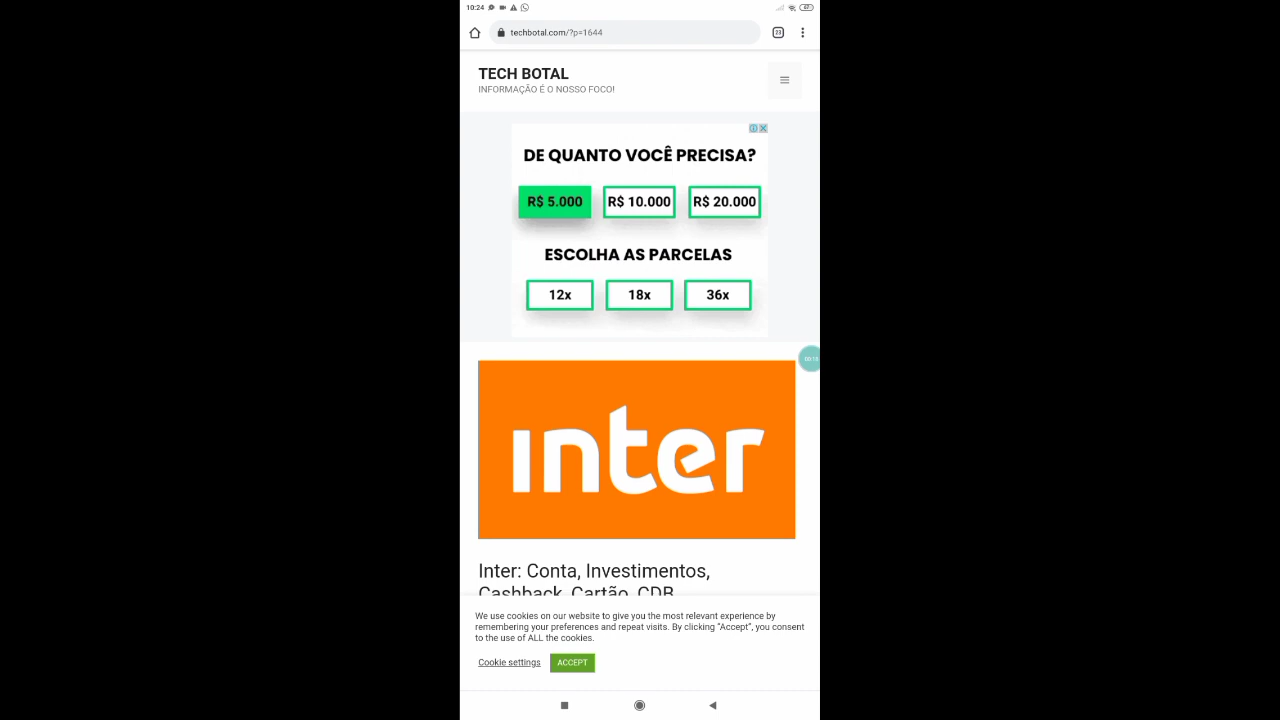 10:24
67
techbotal.com/?p=1644
23
TECH BOTAL
INFORMAÇÃO É O NOSSO FOCO!
DE QUANTO VOCÊ PRECISA?
R$ 5.000 R$ 10.000 R$ 20.000
ESCOLHA AS PARCELAS
12x 18x 36x
inter
Inter: Conta, Investimentos,
Cashback, Cartão, CDB
We use cookies on our website to give you the most relevant experience by
remembering your preferences and repeat visits. By clicking “Accept”, you consent
to the use of ALL the cookies.
Cookie settings ACCEPT